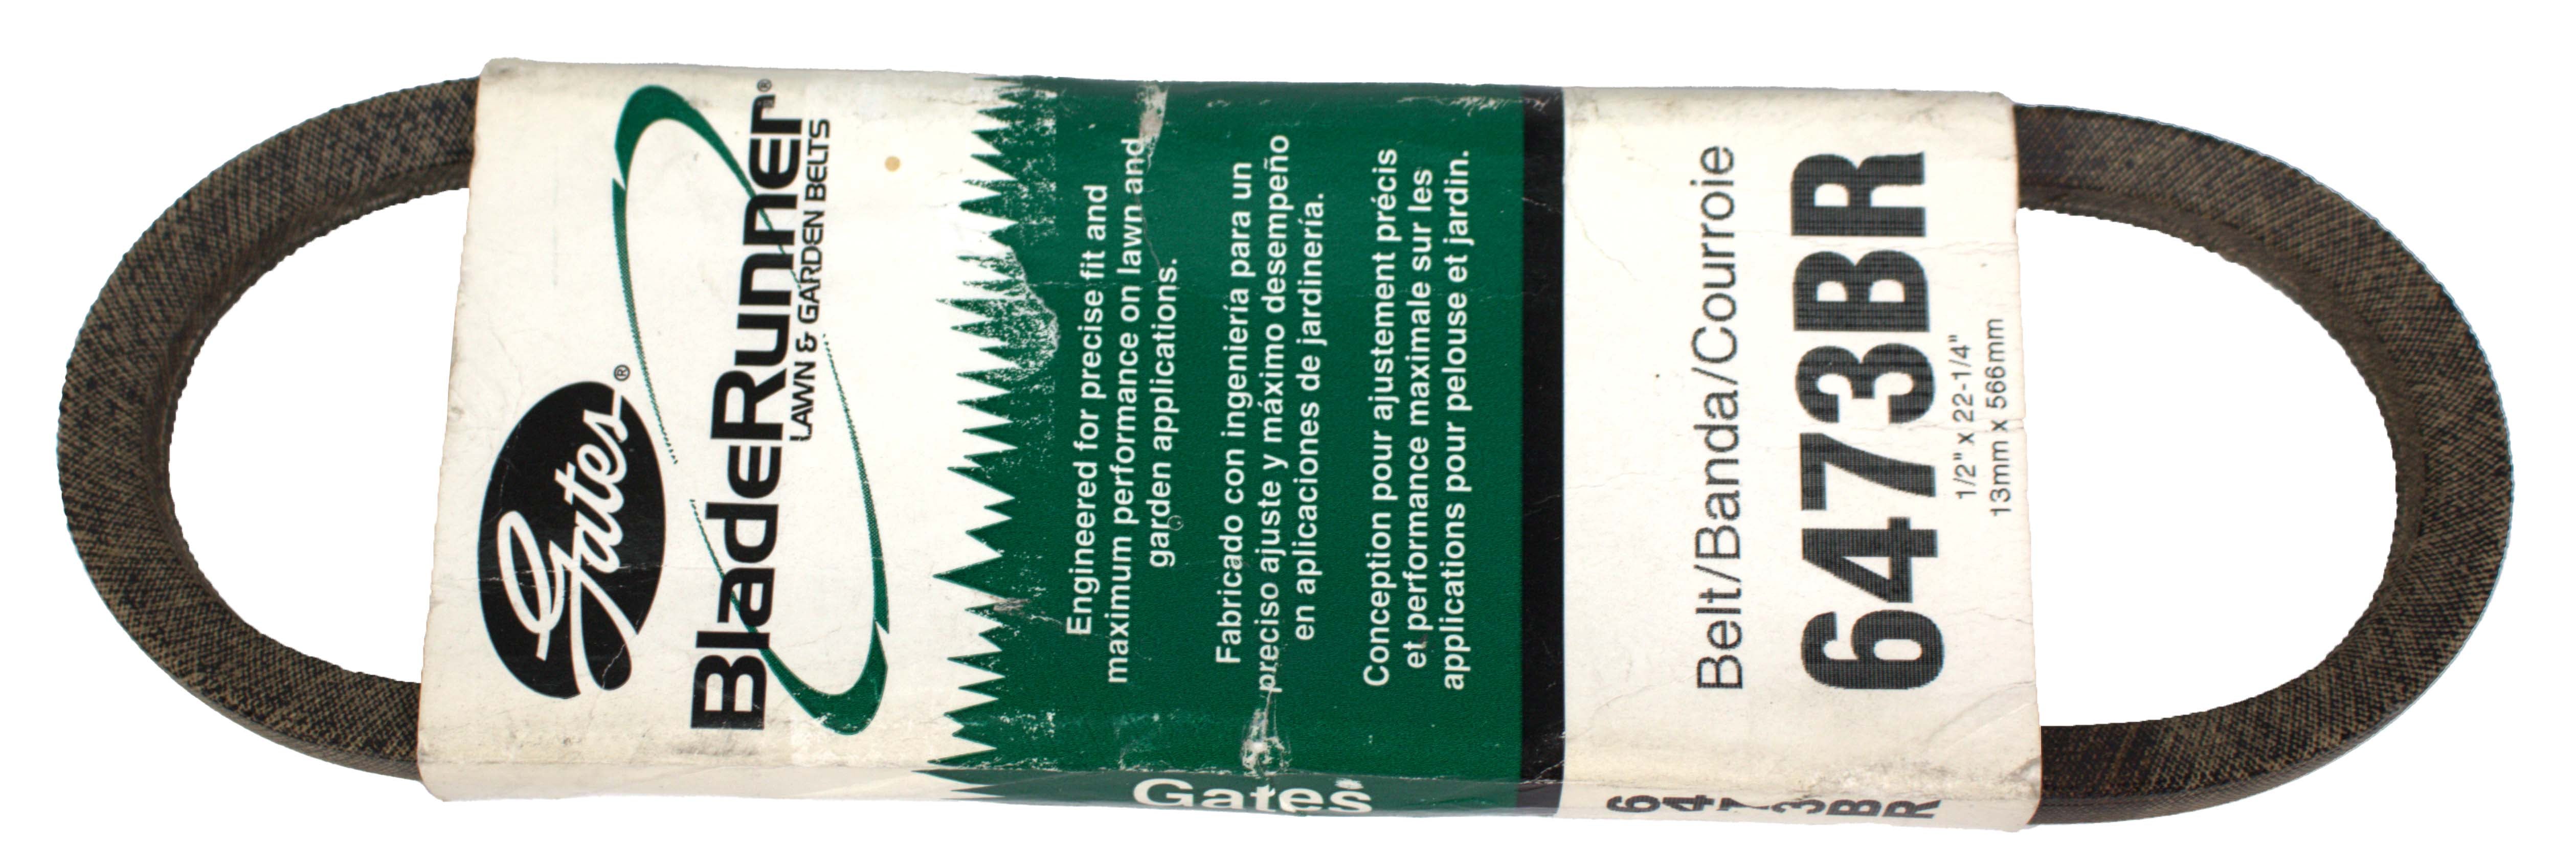 Gates®
BladeRunner®
LAWN & GARDEN BELTS
Engineered for precise fit and
maximum performance on lawn and
garden applications.
Fabricado con ingeniería para un
preciso ajuste y máximo desempeño
en aplicaciones de jardinería.
Conception pour ajustement précis
et performance maximale sur les
applications pour pelouse et jardin.
Belt/Banda/Courroie
6473BR
1/2" x 22-1/4"
13mm x 566mm
Gates®
6473BR